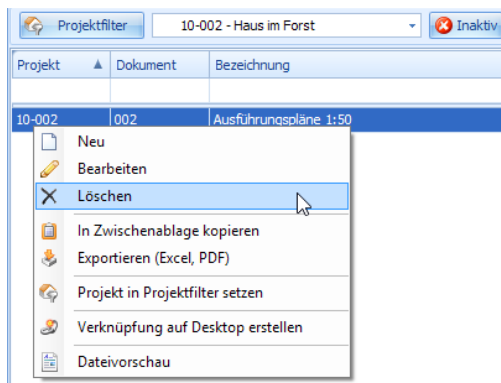 Projektfilter 10-002 - Haus im Forst Inaktiv
Projekt Dokument Bezeichnung
10-002 002 Ausführungspläne 1:50
Neu
Bearbeiten
Löschen
In Zwischenablage kopieren
Exportieren (Excel, PDF)
Projekt in Projektfilter setzen
Verknüpfung auf Desktop erstellen
Dateivorschau